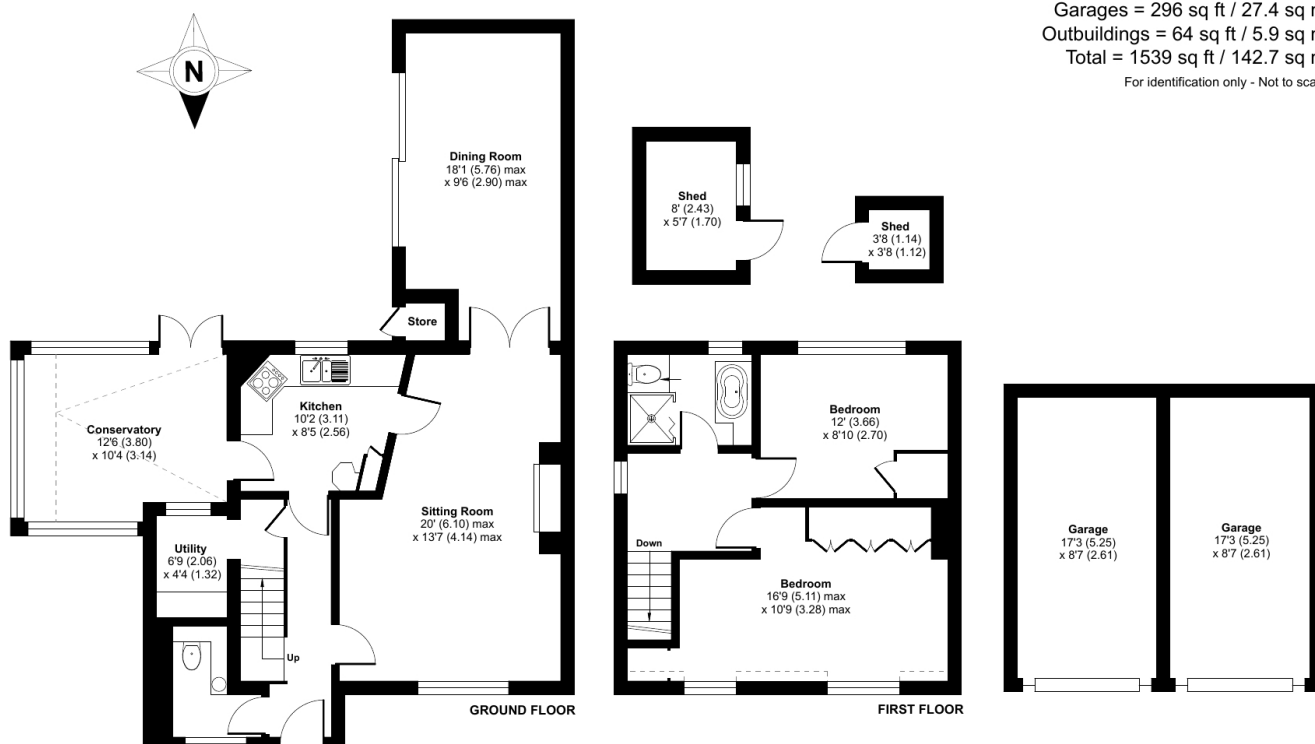 Garages = 296 sq ft / 27.4 sq
Outbuildings = 64 sq ft / 5.9 sq
Total = 1539 sq ft / 142.7 sq
For identification only - Not to sca
N
Dining Room
18'1 (5.76) max
x 9'6 (2.90) max
Shed
8' (2.43)
x 5'7 (1.70)
Shed
3'8 (1.14)
x 3'8 (1.12)
Store
Kitchen
10'2 (3.11)
x 8'5 (2.56)
Conservatory
12'6 (3.80)
x 10'4 (3.14)
Bedroom
12' (3.66)
x 8'10 (2.70)
Sitting Room
20' (6.10) max
x 13'7 (4.14) max
Utility
6'9 (2.06)
x 4'4 (1.32)
Down
Bedroom
16'9 (5.11) max
x 10'9 (3.28) max
Garage
17'3 (5.25)
x 8'7 (2.61)
Garage
17'3 (5.25)
x 8'7 (2.61)
Up
GROUND FLOOR
FIRST FLOOR